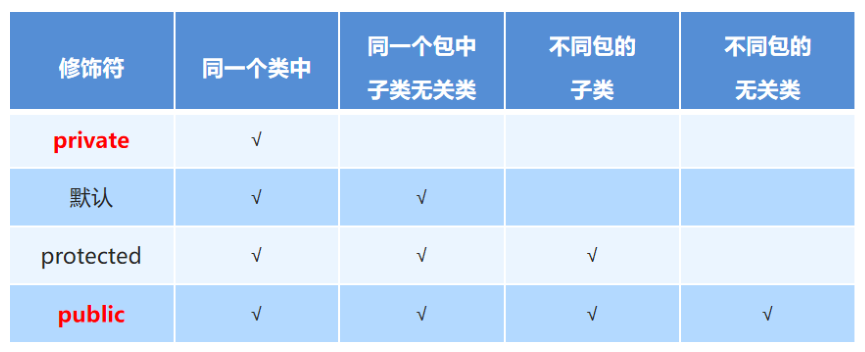 修饰符 同一个类中 同一个包中 不同包的 不同包的
子类无关类 子类 无关类
private √
默认 √ √
protected √ √ √
public √ √ √ √